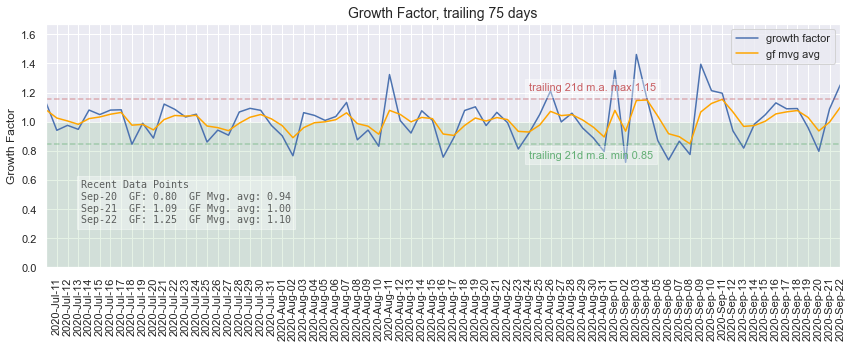 Growth Factor, trailing 75 days
growth factor
gf mvg avg
Growth Factor
1.6
1.4
1.2
1.0
0.8
0.6
0.4
0.2
0.0
trailing 21d m.a. max 1.15
trailing 21d m.a. min 0.85
Recent Data Points
Sep-20  GF: 0.80  GF Mvg. avg: 0.94
Sep-21  GF: 1.09  GF Mvg. avg: 1.00
Sep-22  GF: 1.25  GF Mvg. avg: 1.10
2020-Jul-11
2020-Jul-12
2020-Jul-13
2020-Jul-14
2020-Jul-15
2020-Jul-16
2020-Jul-17
2020-Jul-18
2020-Jul-19
2020-Jul-20
2020-Jul-21
2020-Jul-22
2020-Jul-23
2020-Jul-24
2020-Jul-25
2020-Jul-26
2020-Jul-27
2020-Jul-28
2020-Jul-29
2020-Jul-30
2020-Jul-31
2020-Aug-01
2020-Aug-02
2020-Aug-03
2020-Aug-04
2020-Aug-05
2020-Aug-06
2020-Aug-07
2020-Aug-08
2020-Aug-09
2020-Aug-10
2020-Aug-11
2020-Aug-12
2020-Aug-13
2020-Aug-14
2020-Aug-15
2020-Aug-16
2020-Aug-17
2020-Aug-18
2020-Aug-19
2020-Aug-20
2020-Aug-21
2020-Aug-22
2020-Aug-23
2020-Aug-24
2020-Aug-25
2020-Aug-26
2020-Aug-27
2020-Aug-28
2020-Aug-29
2020-Aug-30
2020-Aug-31
2020-Sep-01
2020-Sep-02
2020-Sep-03
2020-Sep-04
2020-Sep-05
2020-Sep-06
2020-Sep-07
2020-Sep-08
2020-Sep-09
2020-Sep-10
2020-Sep-11
2020-Sep-12
2020-Sep-13
2020-Sep-14
2020-Sep-15
2020-Sep-16
2020-Sep-17
2020-Sep-18
2020-Sep-19
2020-Sep-20
2020-Sep-21
2020-Sep-22